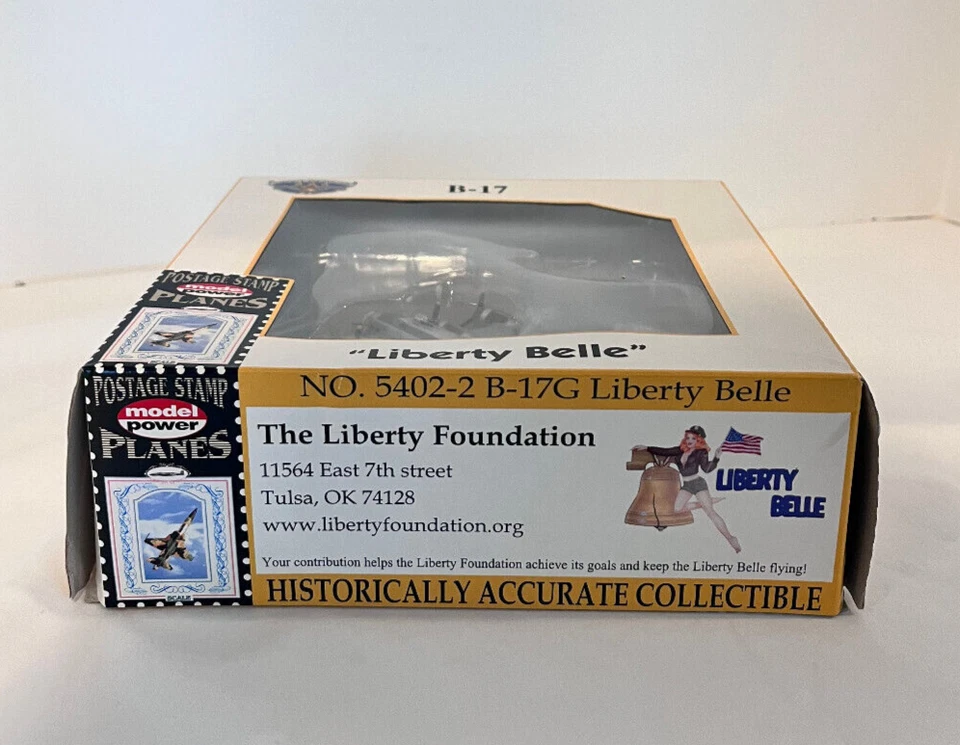 B-17
"Liberty Belle"
POSTAGE STAMP
model
power
PLANES
POSTAGE STAMP
model
power
PLANES
SCALE
NO. 5402-2 B-17G Liberty Belle
The Liberty Foundation
11564 East 7th street
Tulsa, OK 74128
www.libertyfoundation.org
LIBERTY
BELLE
Your contribution helps the Liberty Foundation achieve its goals and keep the Liberty Belle flying!
HISTORICALLY ACCURATE COLLECTIBLE